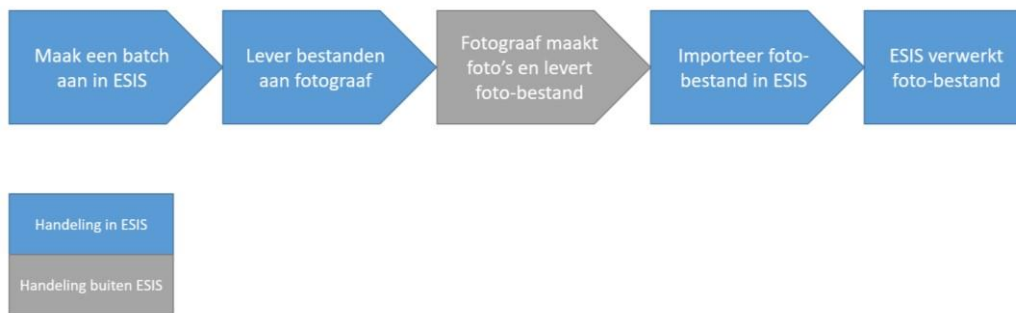 Maak een batch
aan in ESIS
Lever bestanden
aan fotograaf
Fotograaf maakt
foto's en levert
foto-bestand
Importeer foto-
bestand in ESIS
ESIS verwerkt
foto-bestand
Handeling in ESIS
Handeling buiten ESIS